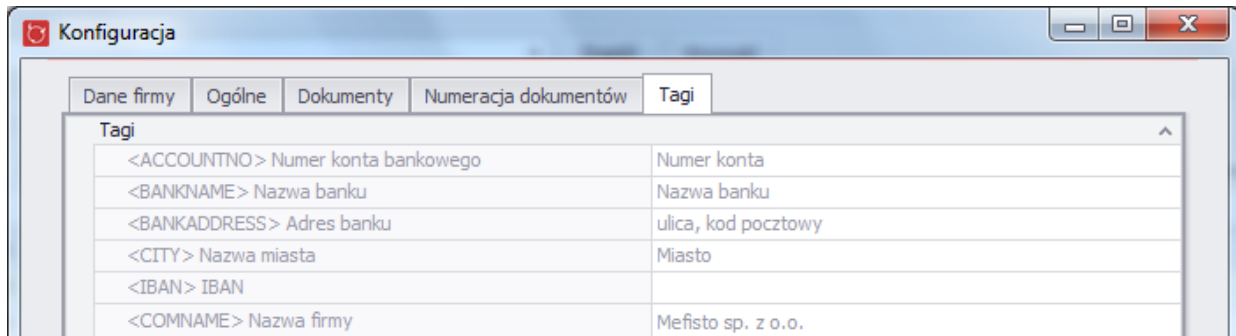 Konfiguracja
Dane firmy Ogólne Dokumenty Numeracja dokumentów Tagi
Tagi
<ACCOUNTNO> Numer konta bankowego Numer konta
<BANKNAME> Nazwa banku Nazwa banku
<BANKADDRESS> Adres banku ulica, kod pocztowy
<CITY> Nazwa miasta Miasto
<IBAN> IBAN
<COMNAME> Nazwa firmy Mefisto sp. z o.o.